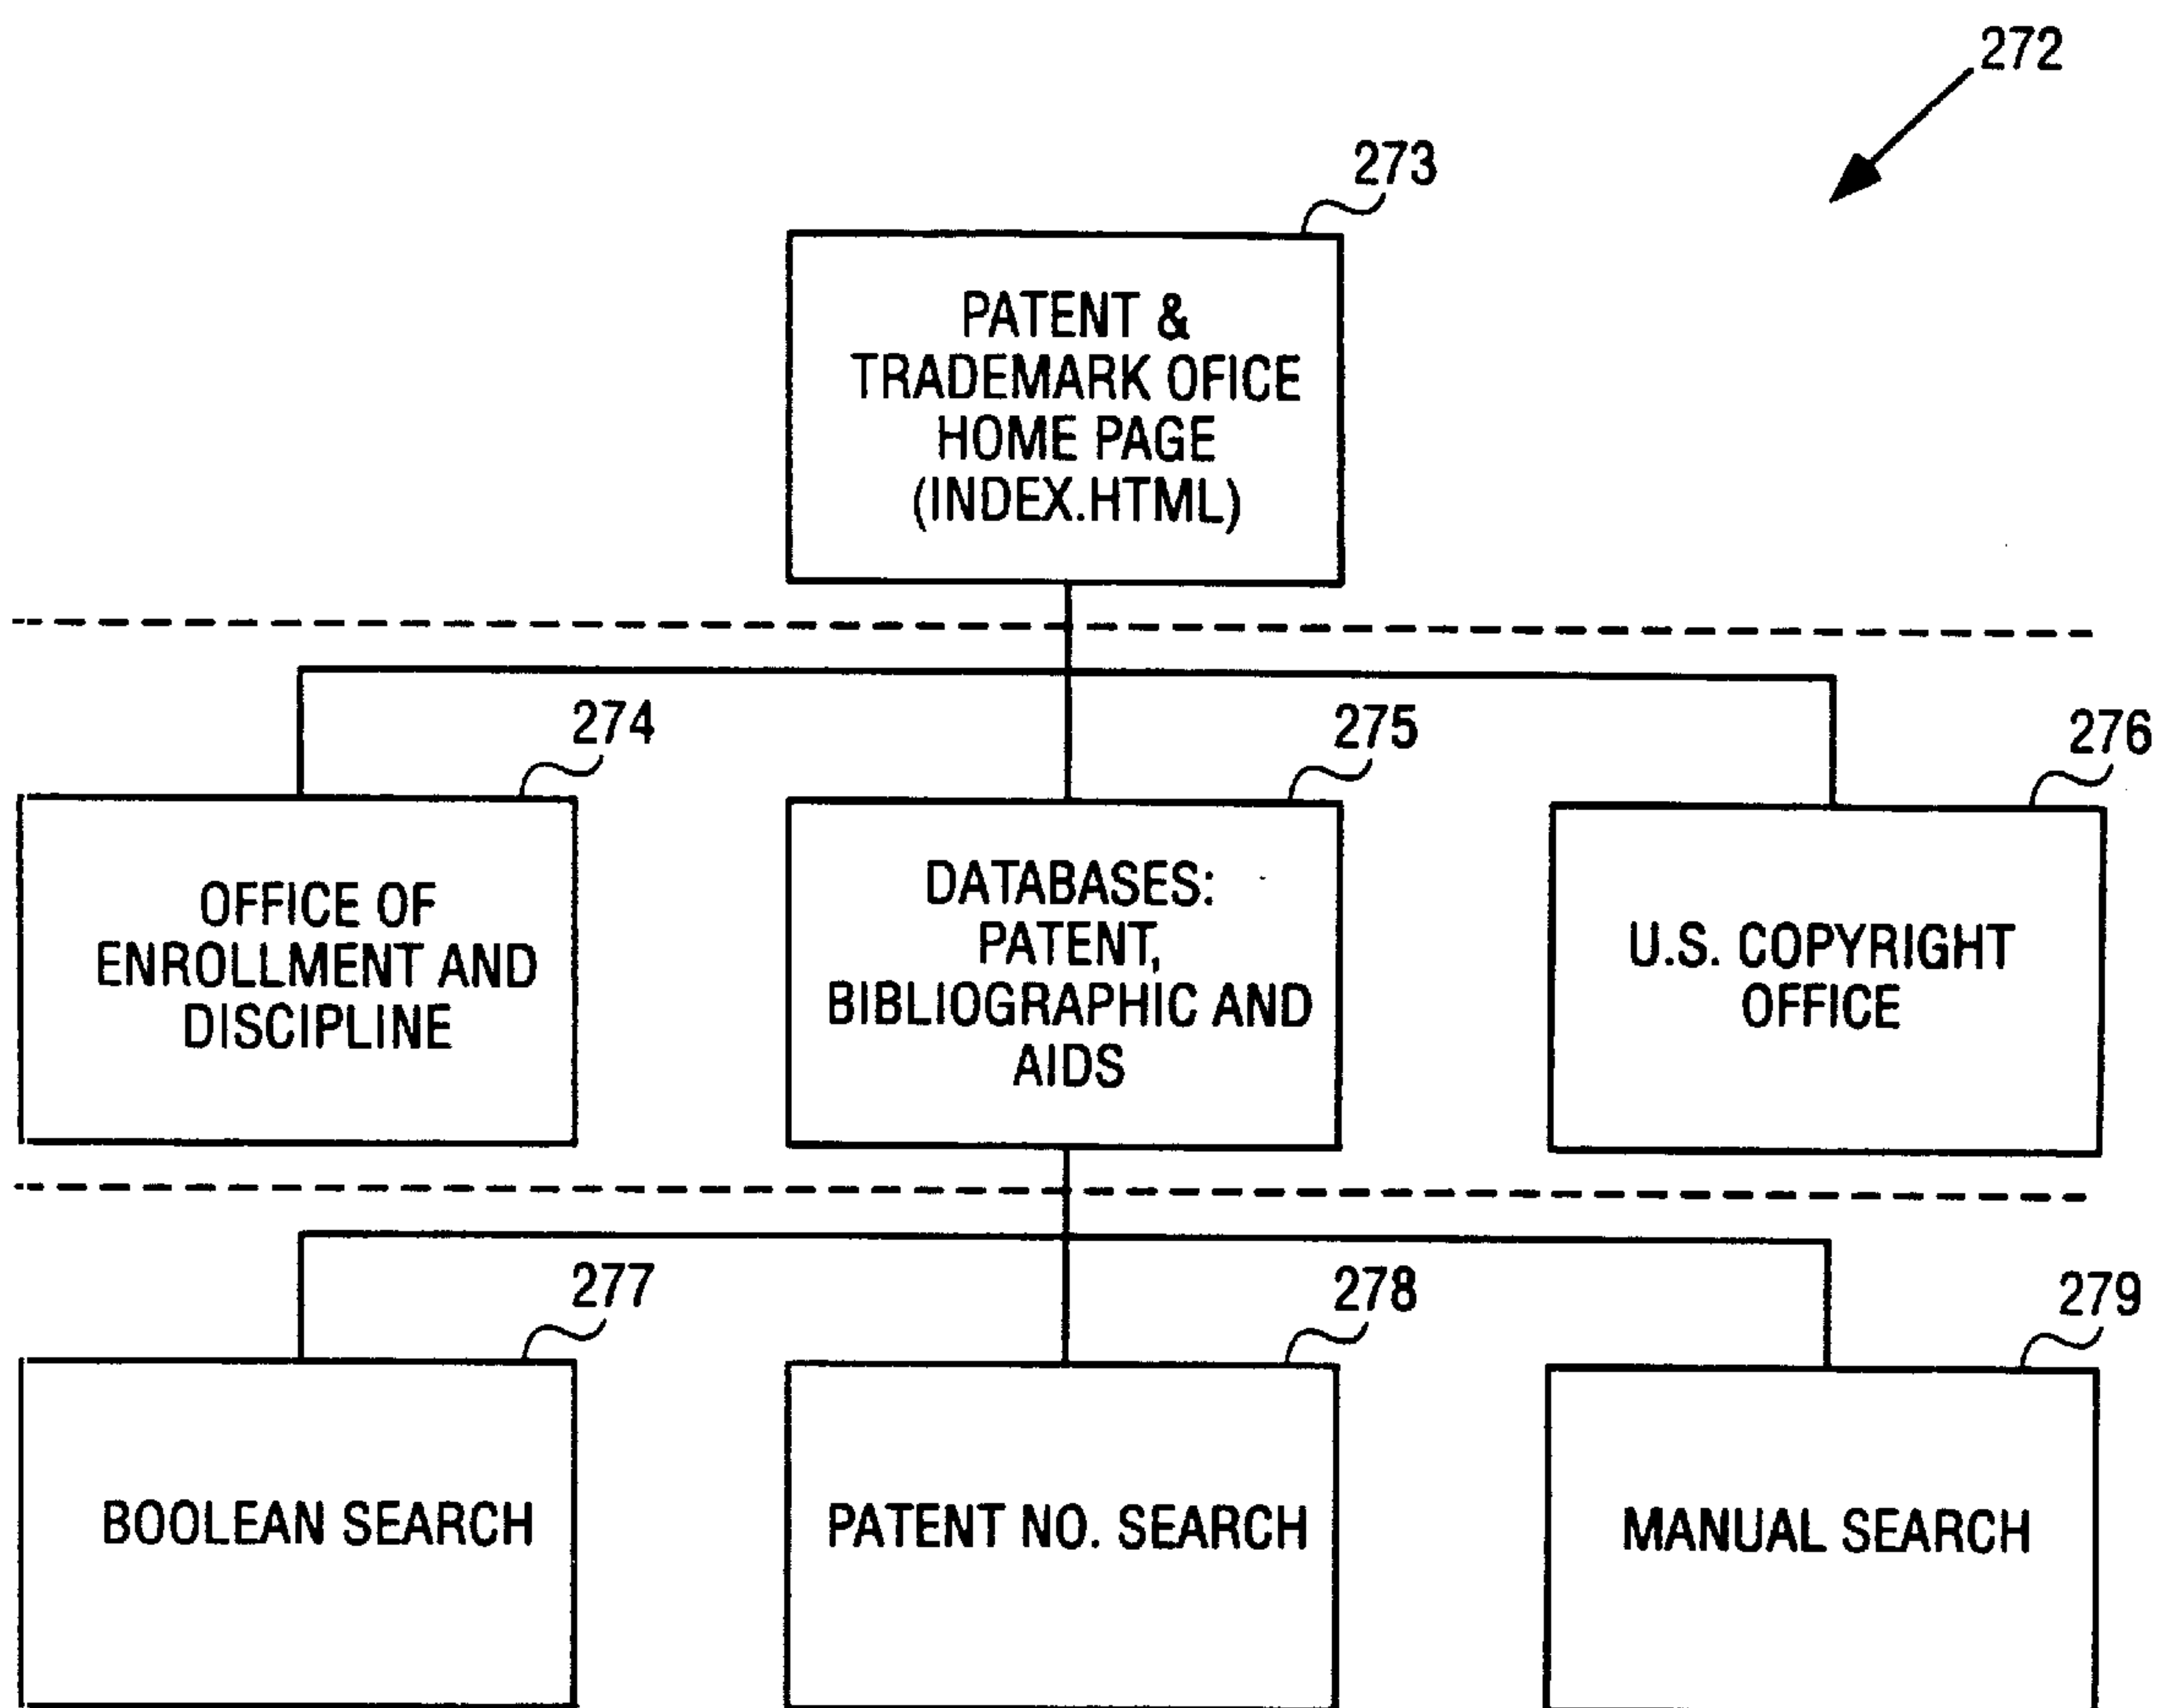 272
273
PATENT &
TRADEMARK OFICE
HOME PAGE
(INDEX.HTML)
274
275
276
OFFICE OF
ENROLLMENT AND
DISCIPLINE
DATABASES:
PATENT,
BIBLIOGRAPHIC AND
AIDS
U.S. COPYRIGHT
OFFICE
277
278
279
BOOLEAN SEARCH
PATENT NO. SEARCH
MANUAL SEARCH